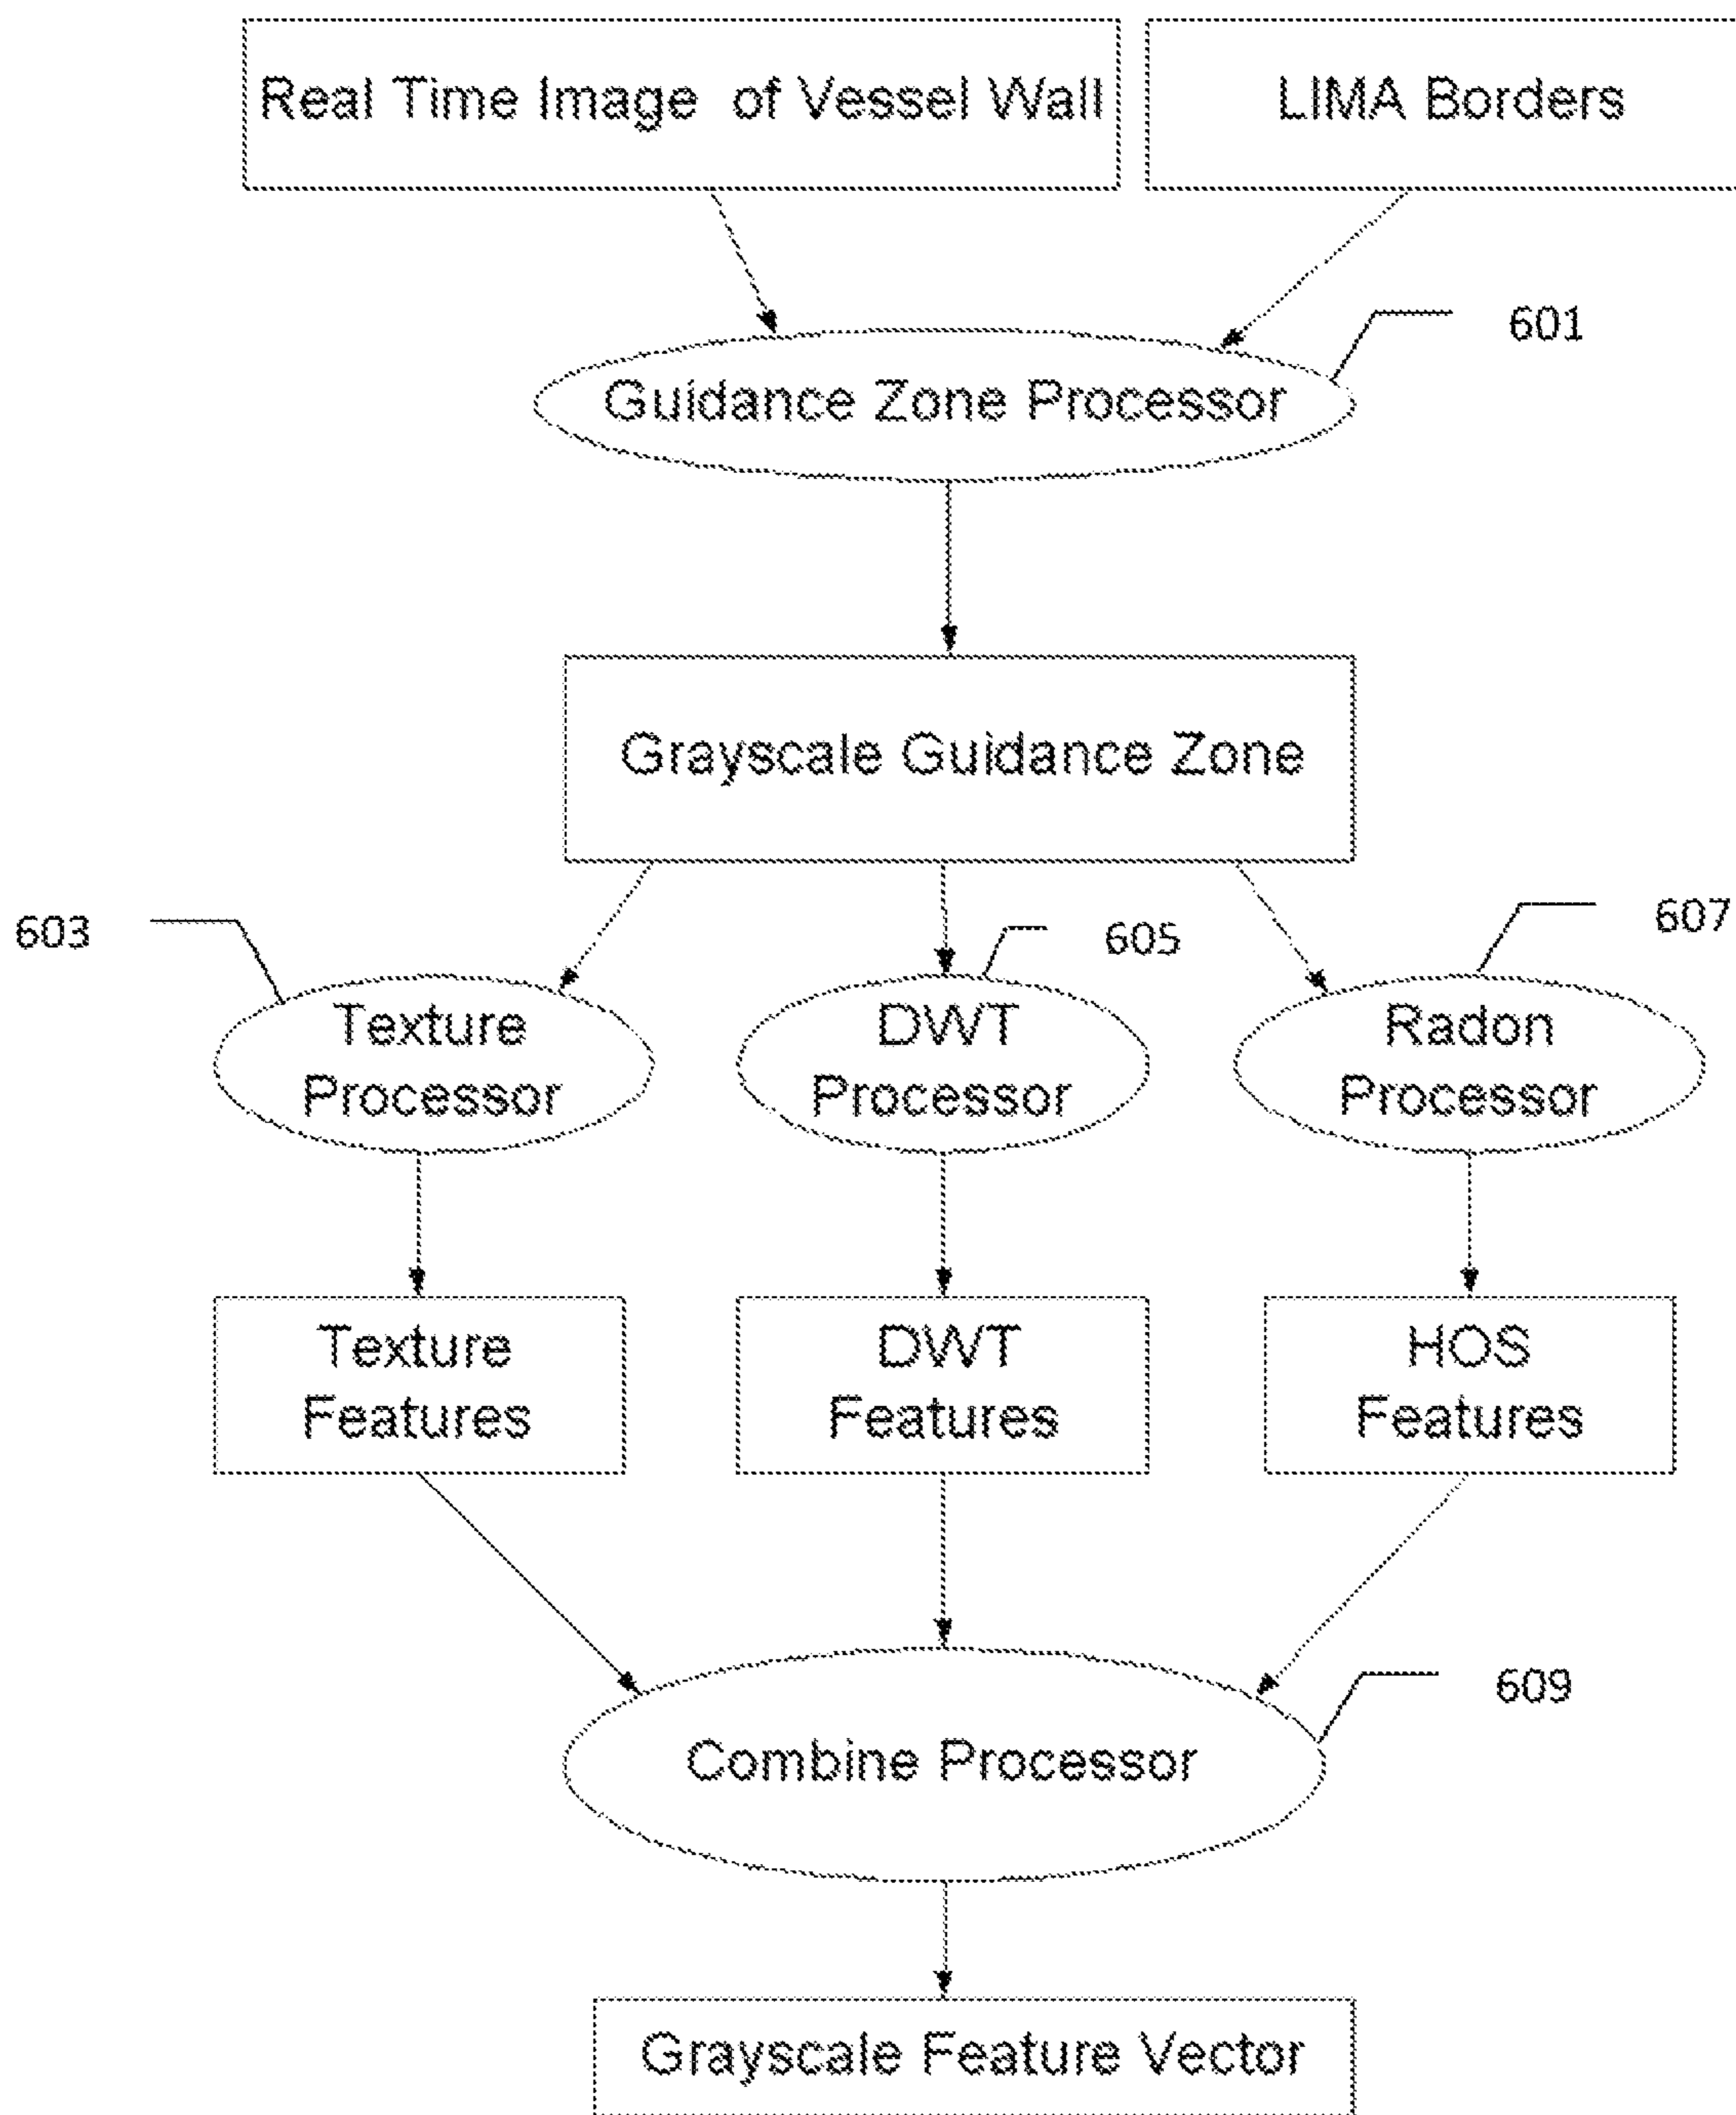 Real Time Image of Vessel Wall
LIMA Borders
601
Guidance Zone Processor
Grayscale Guidance Zone
603
605
607
Texture
Processor
DWT
Processor
Radon
Processor
Texture
Features
DWT
Features
HOS
Features
609
Combine Processor
Grayscale Feature Vector